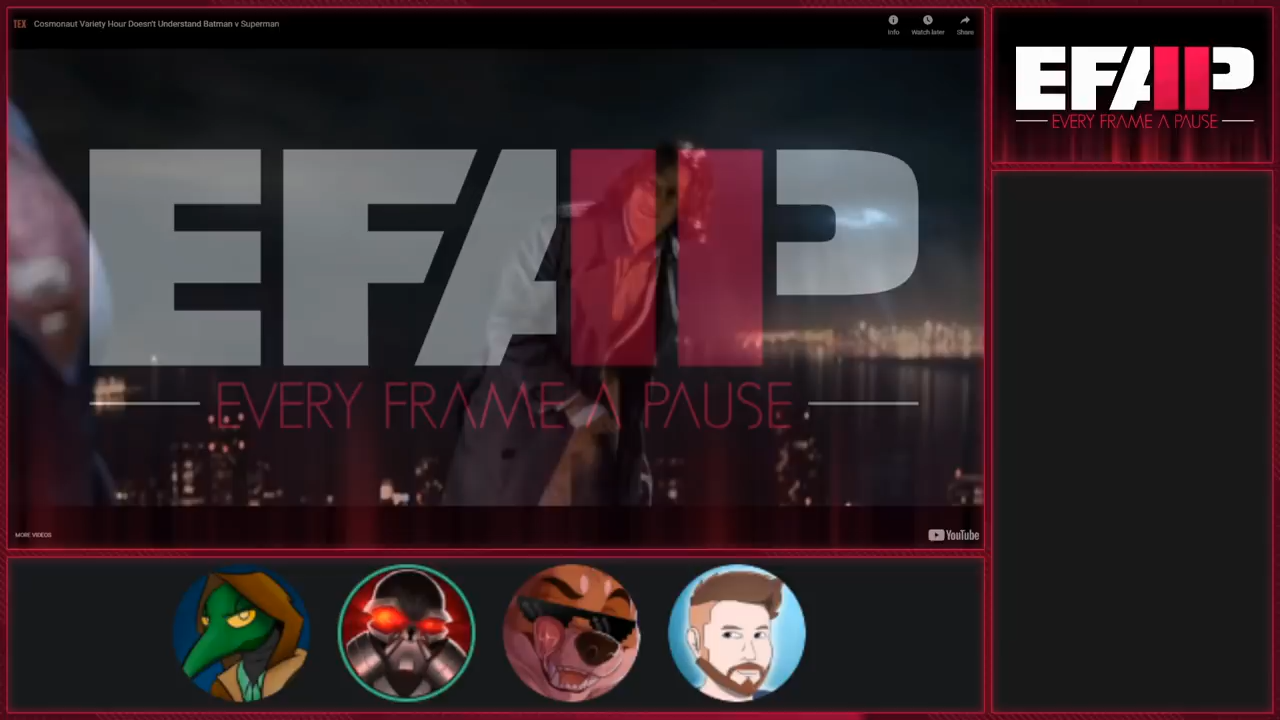 TEX Cosmonaut Variety Hour Doesn't Understand Batman v Superman
Info
Watch later
Share
EFAP
EVERY FRAME A PAUSE
MORE VIDEOS
YouTube
EFAP
EVERY FRAME A PAUSE